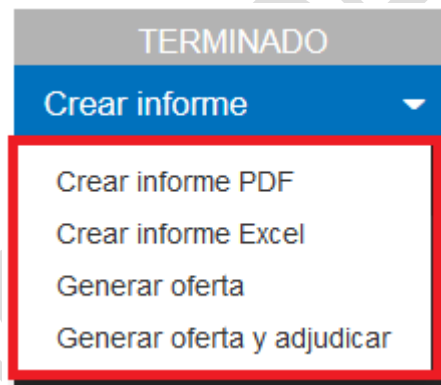 TERMINADO
Crear informe
Crear informe PDF
Crear informe Excel
Generar oferta
Generar oferta y adjudicar